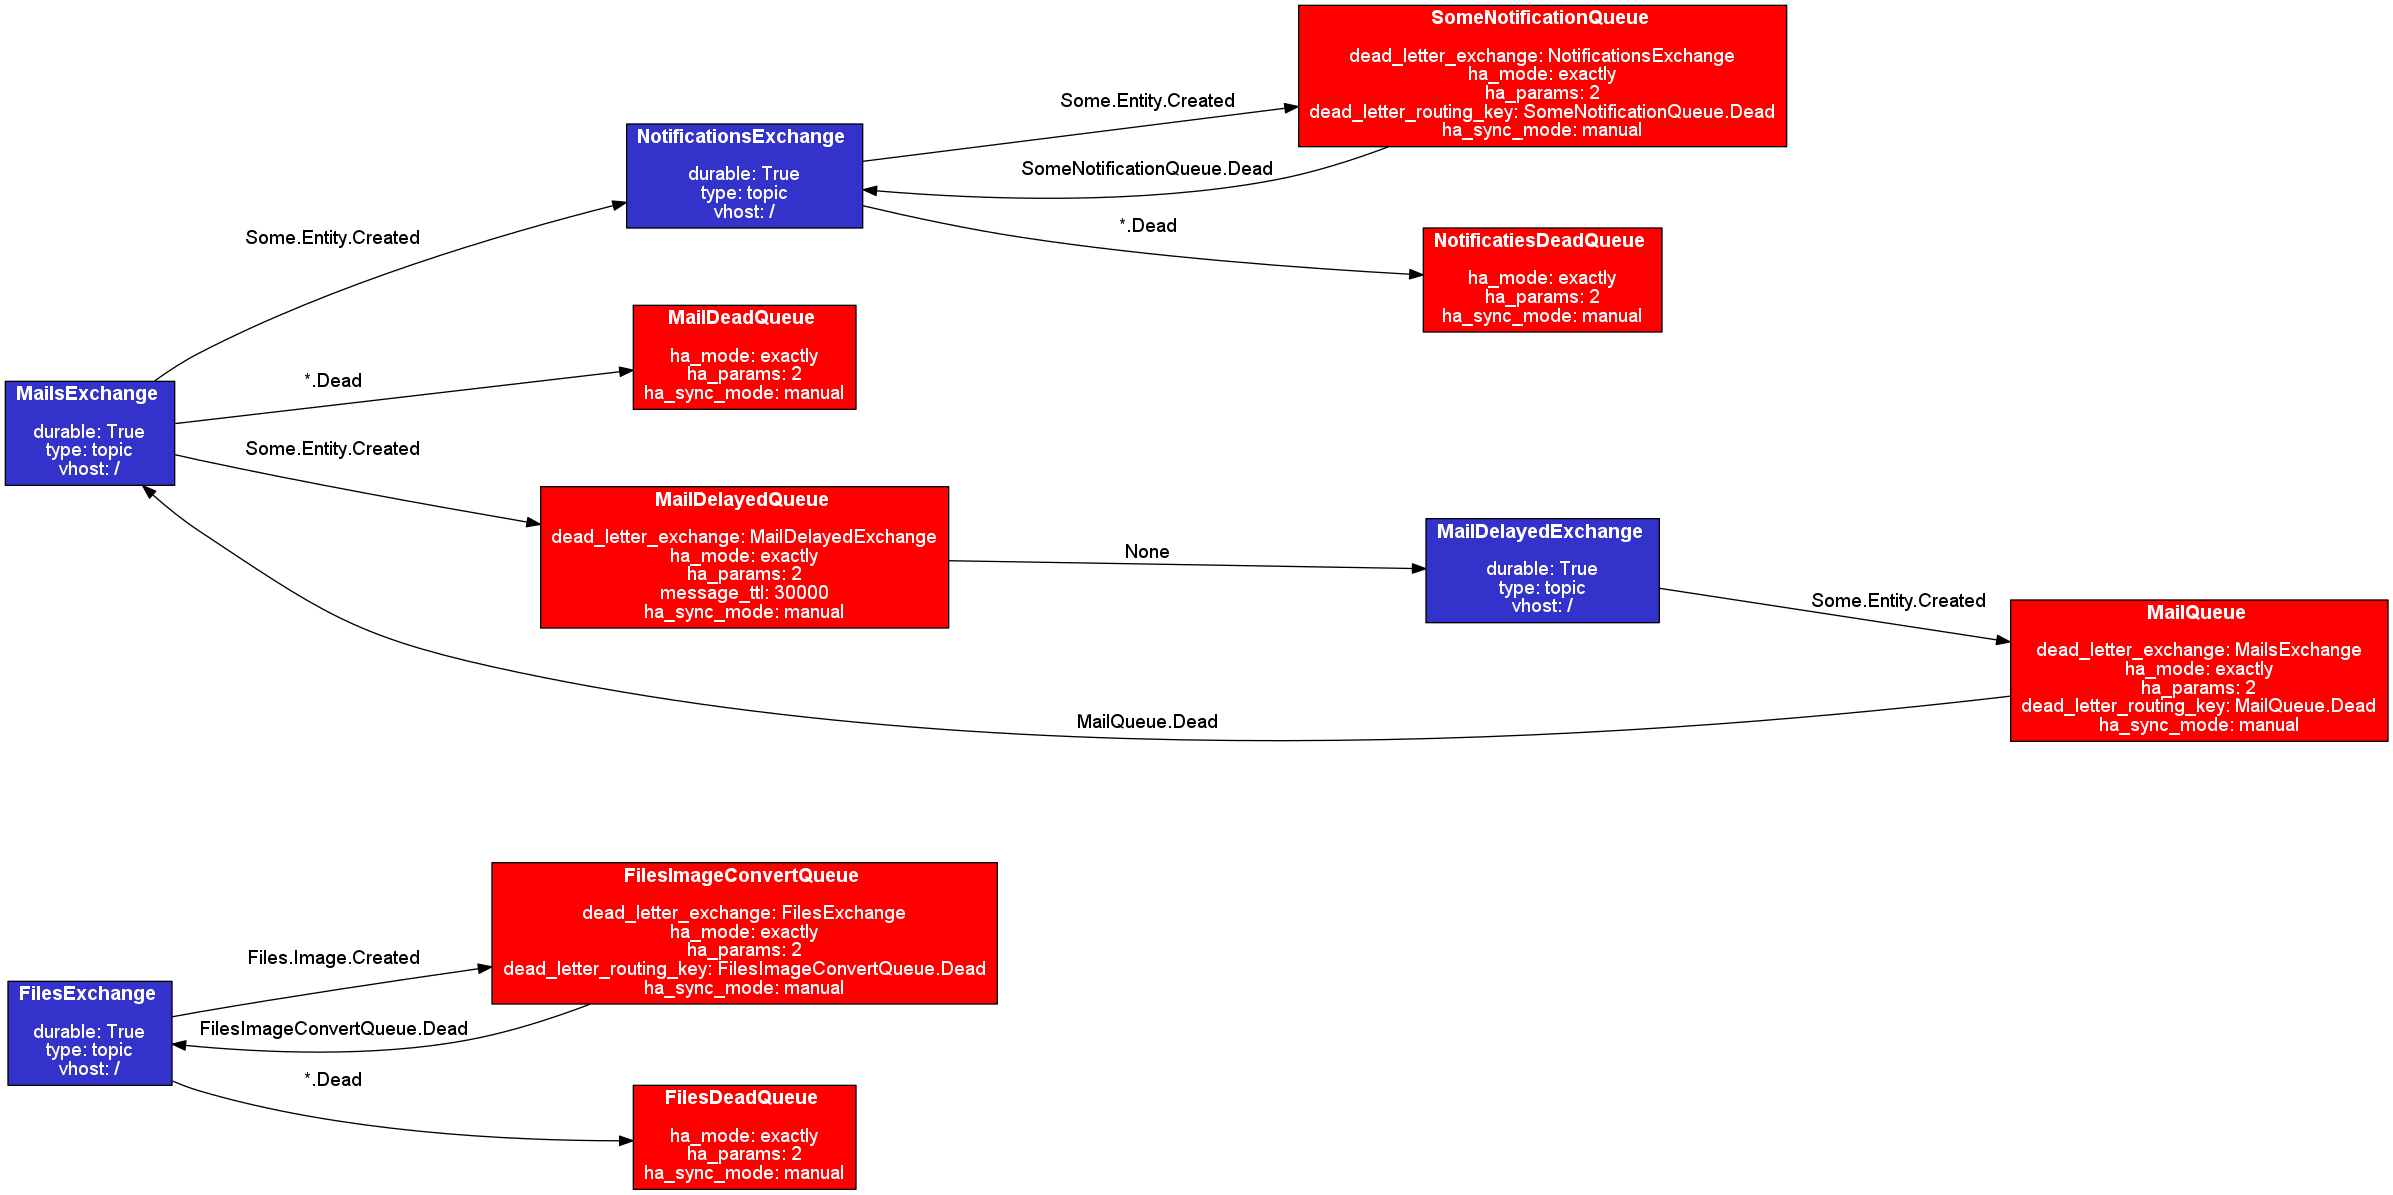 SomeNotificationQueue
dead_letter_exchange: NotificationsExchange
ha_mode: exactly
ha_params: 2
dead_letter_routing_key: SomeNotificationQueue.Dead
ha_sync_mode: manual
Some.Entity.Created
NotificationsExchange
durable: True
type: topic
vhost: /
SomeNotificationQueue.Dead
*.Dead
NotificatiesDeadQueue
ha_mode: exactly
ha_params: 2
ha_sync_mode: manual
Some.Entity.Created
MailDeadQueue
ha_mode: exactly
ha_params: 2
ha_sync_mode: manual
*.Dead
MailsExchange
durable: True
type: topic
vhost: /
Some.Entity.Created
MailDelayedQueue
dead_letter_exchange: MailDelayedExchange
ha_mode: exactly
ha_params: 2
message_ttl: 30000
ha_sync_mode: manual
None
MailDelayedExchange
durable: True
type: topic
vhost: /
Some.Entity.Created
MailQueue
dead_letter_exchange: MailsExchange
ha_mode: exactly
ha_params: 2
dead_letter_routing_key: MailQueue.Dead
ha_sync_mode: manual
MailQueue.Dead
FilesImageConvertQueue
dead_letter_exchange: FilesExchange
ha_mode: exactly
ha_params: 2
dead_letter_routing_key: FilesImageConvertQueue.Dead
ha_sync_mode: manual
Files.Image.Created
FilesExchange
durable: True
type: topic
vhost: /
FilesImageConvertQueue.Dead
*.Dead
FilesDeadQueue
ha_mode: exactly
ha_params: 2
ha_sync_mode: manual